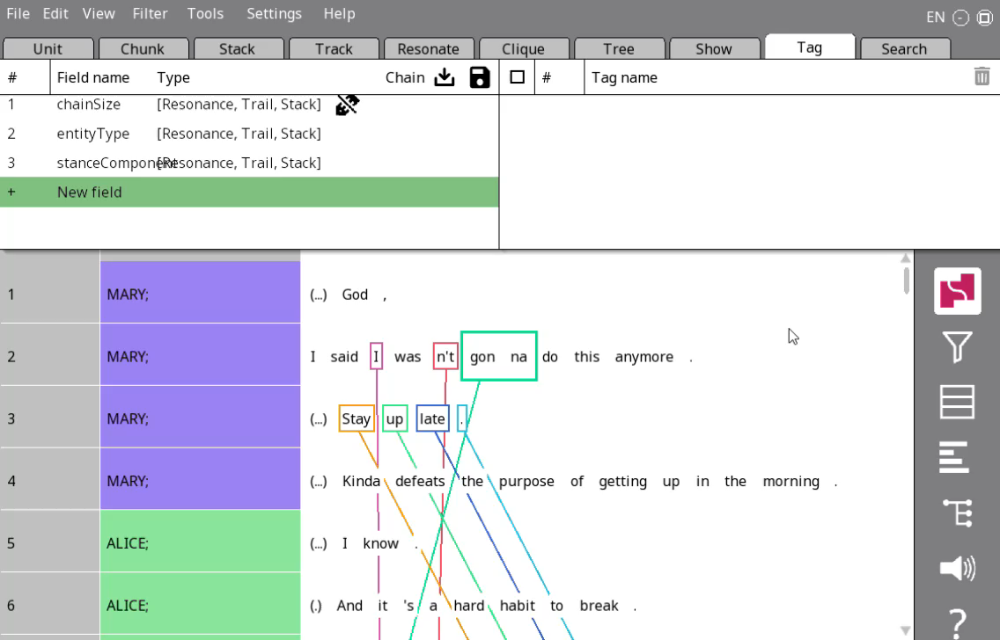 File Edit View Filter Tools Settings Help EN
Unit Chunk Stack Track Resonate Clique Tree Show Tag Search
# Field name Type Chain # Tag name
1 chainSize [Resonance, Trail, Stack]
2 entityType [Resonance, Trail, Stack]
3 stanceComponent [Resonance, Trail, Stack]
+ New field
1 MARY; (...) God ,
2 MARY; I said I was n't gon na do this anymore .
3 MARY; (...) Stay up late .
4 MARY; (...) Kinda defeats the purpose of getting up in the morning .
5 ALICE; (...) I know .
6 ALICE; (.) And it 's a hard habit to break .
?